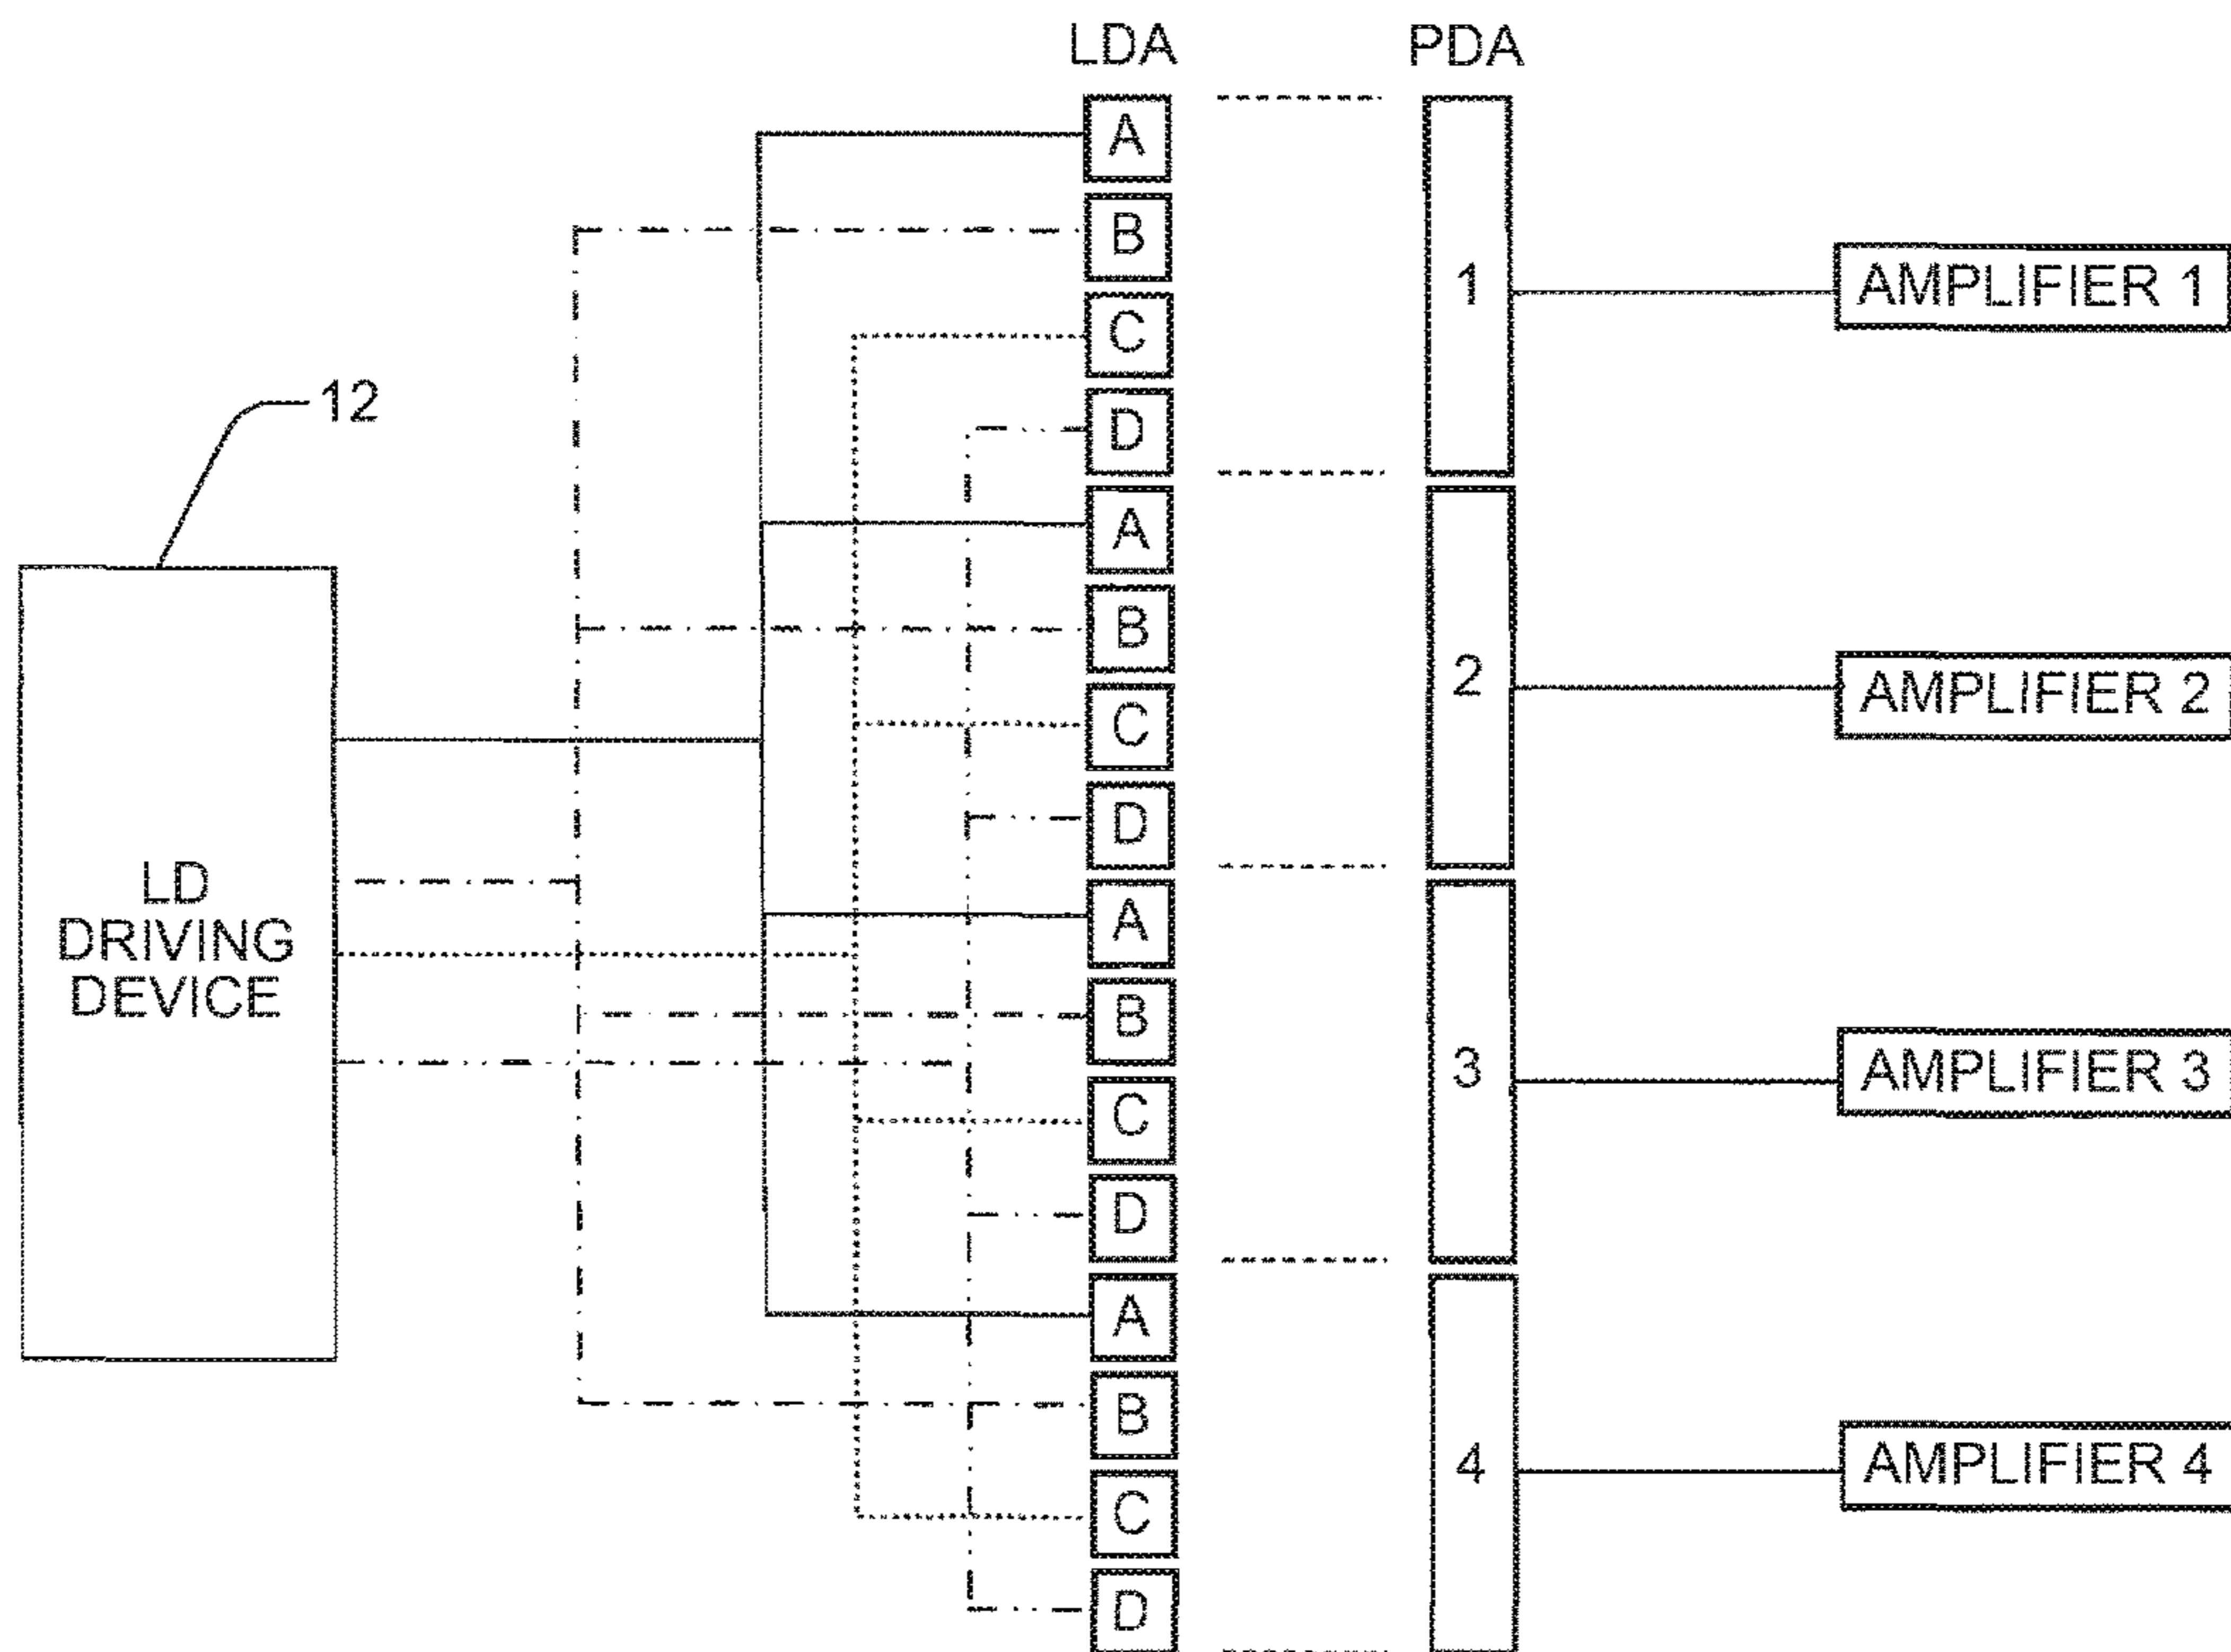 LDA
PDA
A
B
C
D
A
B
C
D
A
B
C
D
A
B
C
D
1
2
3
4
AMPLIFIER 1
AMPLIFIER 2
AMPLIFIER 3
AMPLIFIER 4
12
LD
DRIVING
DEVICE